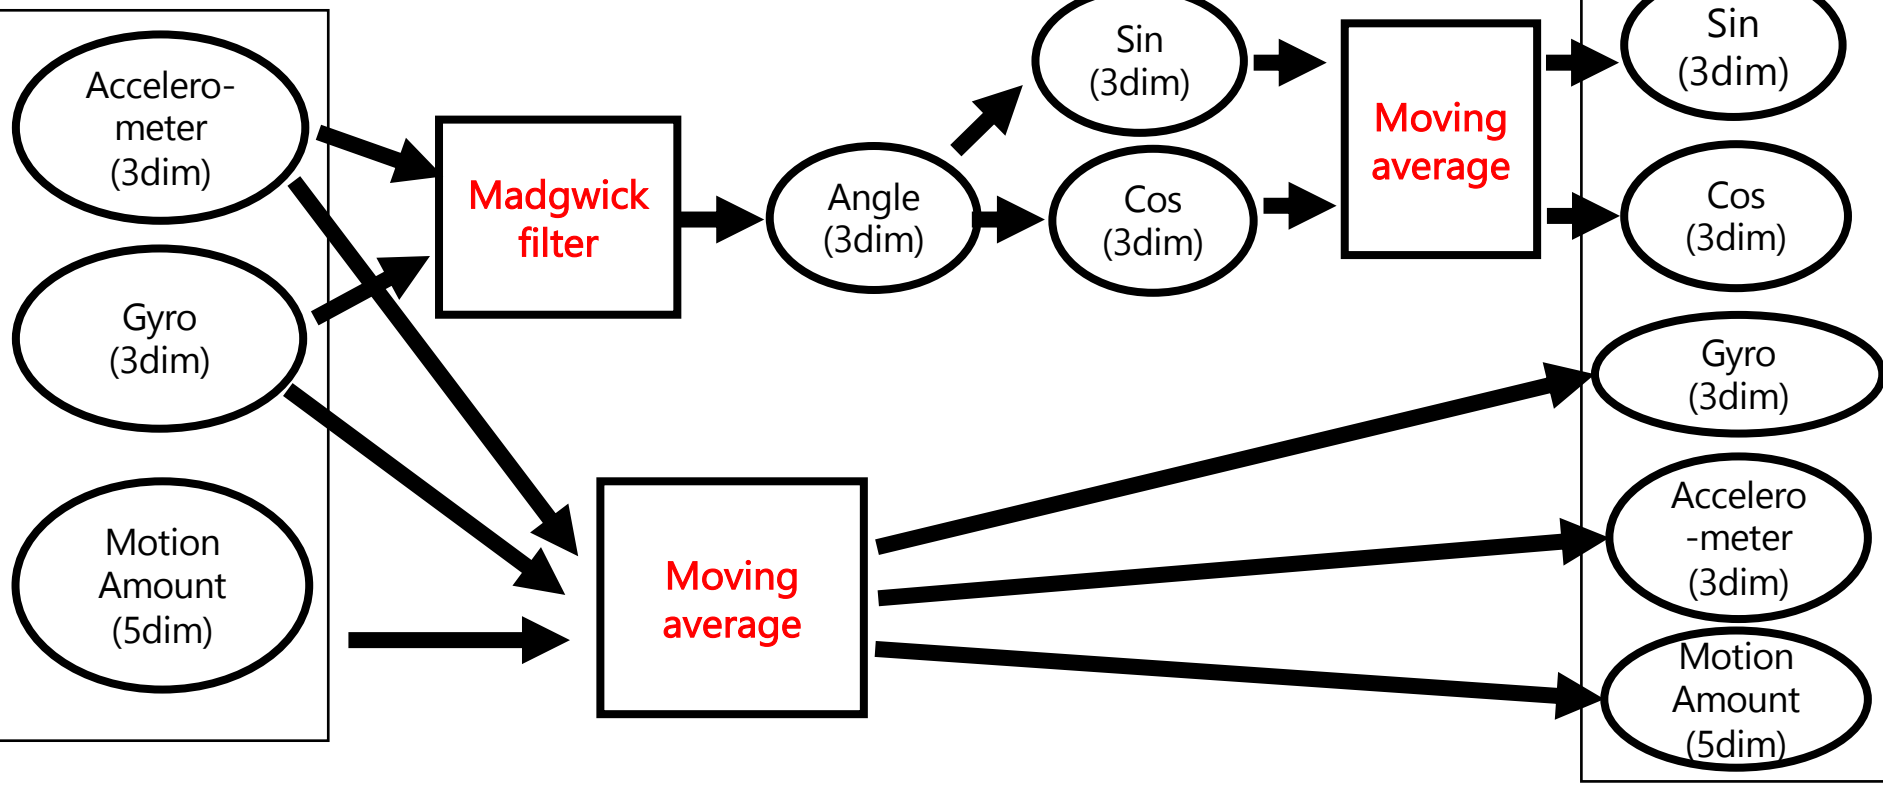 Accelero-
meter
(3dim)
Gyro
(3dim)
Motion
Amount
(5dim)
Madgwick
filter
Angle
(3dim)
Sin
(3dim)
Cos
(3dim)
Moving
average
Moving
average
Sin
(3dim)
Cos
(3dim)
Gyro
(3dim)
Accelero
-meter
(3dim)
Motion
Amount
(5dim)